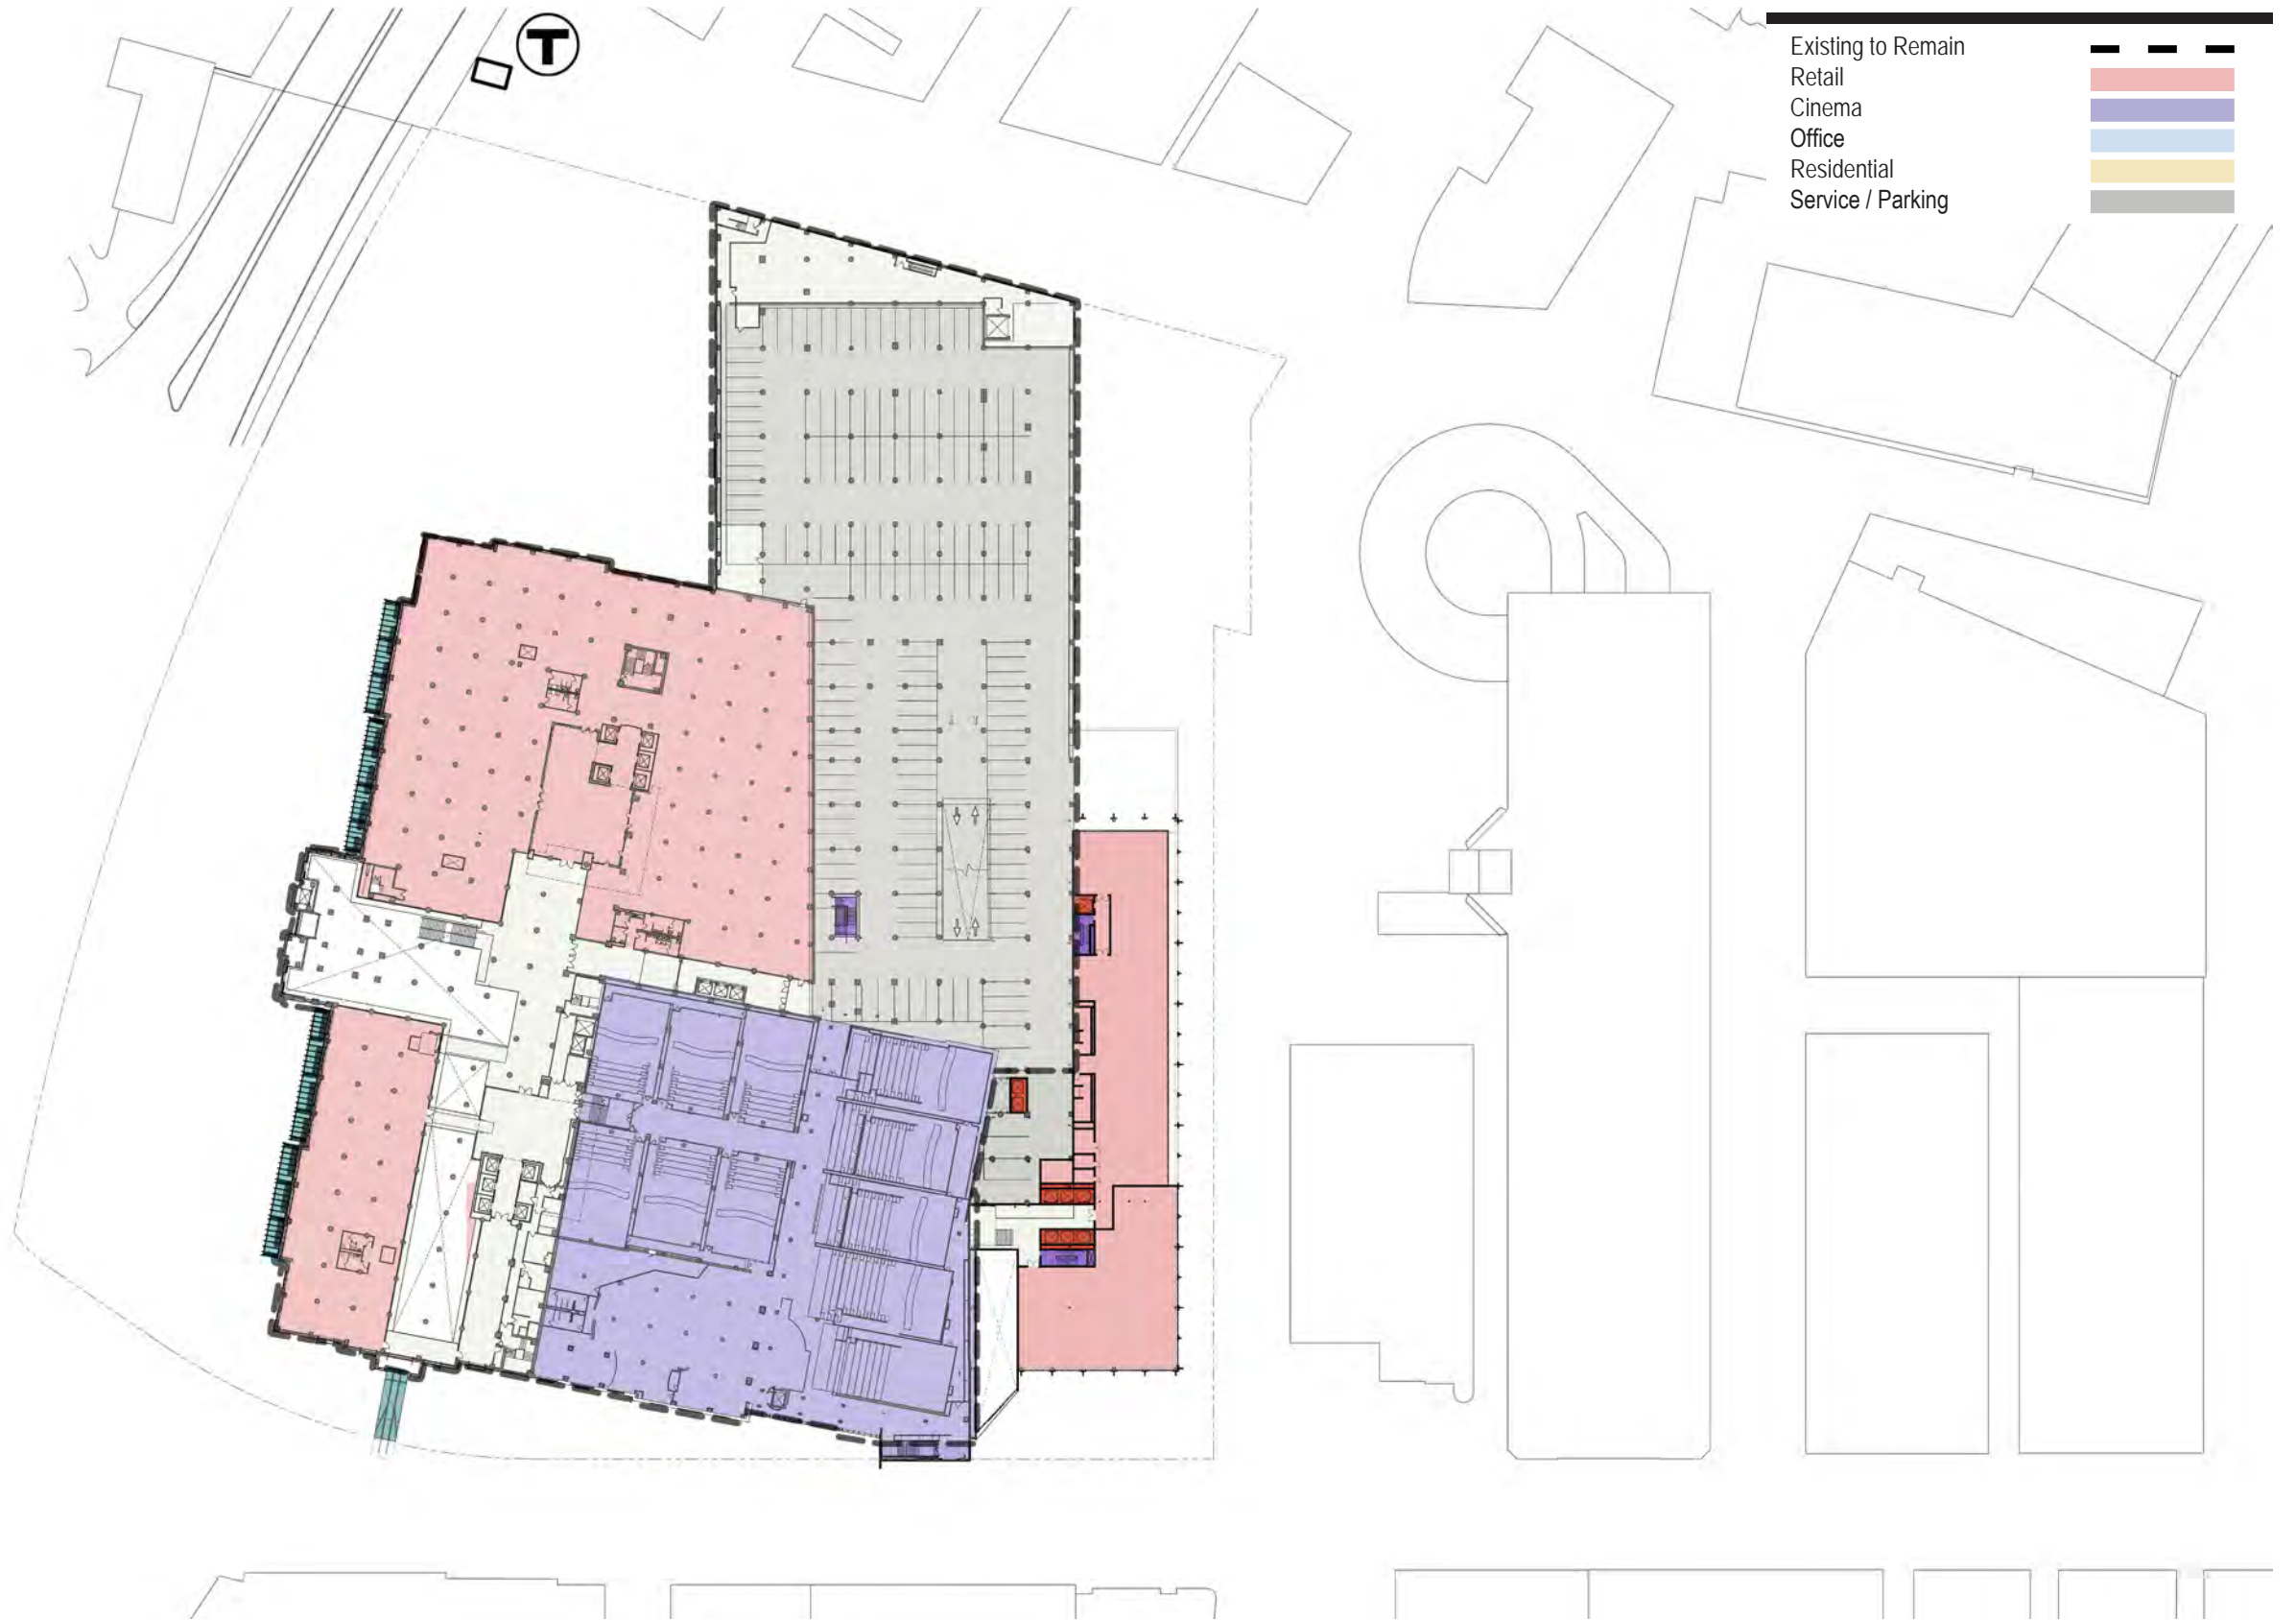 T
Existing to Remain
Retail
Cinema
Office
Residential
Service / Parking